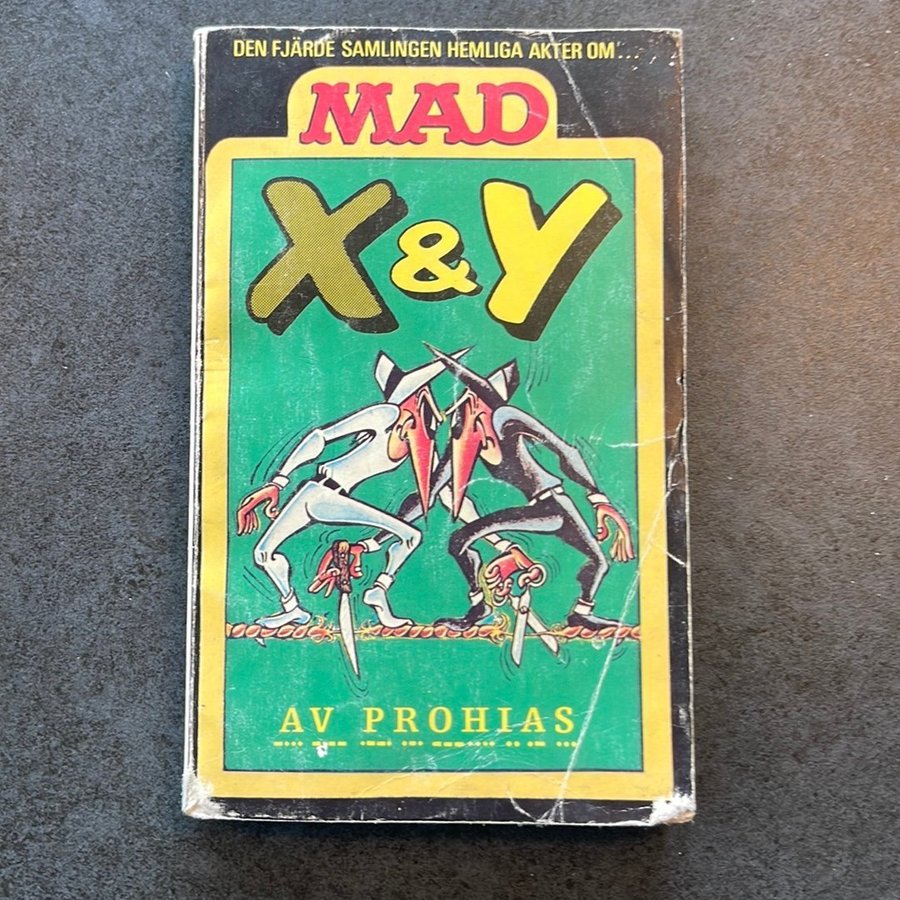 DEN FJÄRDE SAMLINGEN HEMLIGA AKTER OM...
MAD
X & Y
AV PROHIAS